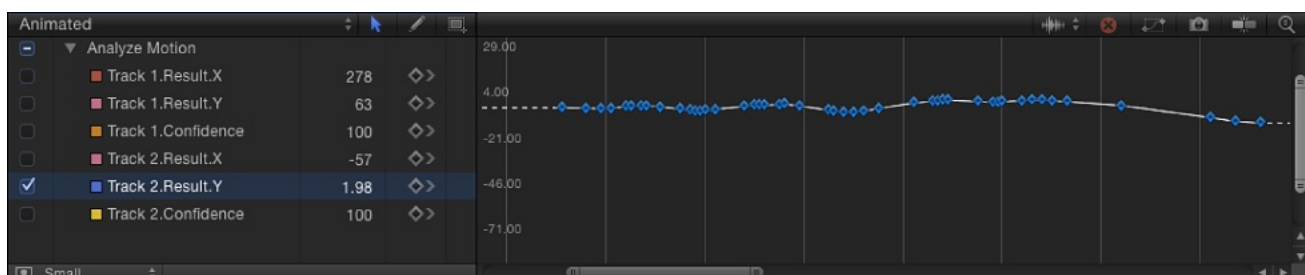 Animated
Analyze Motion
Track 1.Result.X 278
Track 1.Result.Y 63
Track 1.Confidence 100
Track 2.Result.X -57
Track 2.Result.Y 1.98
Track 2.Confidence 100
Small
29.00
4.00
-21.00
-46.00
-71.00